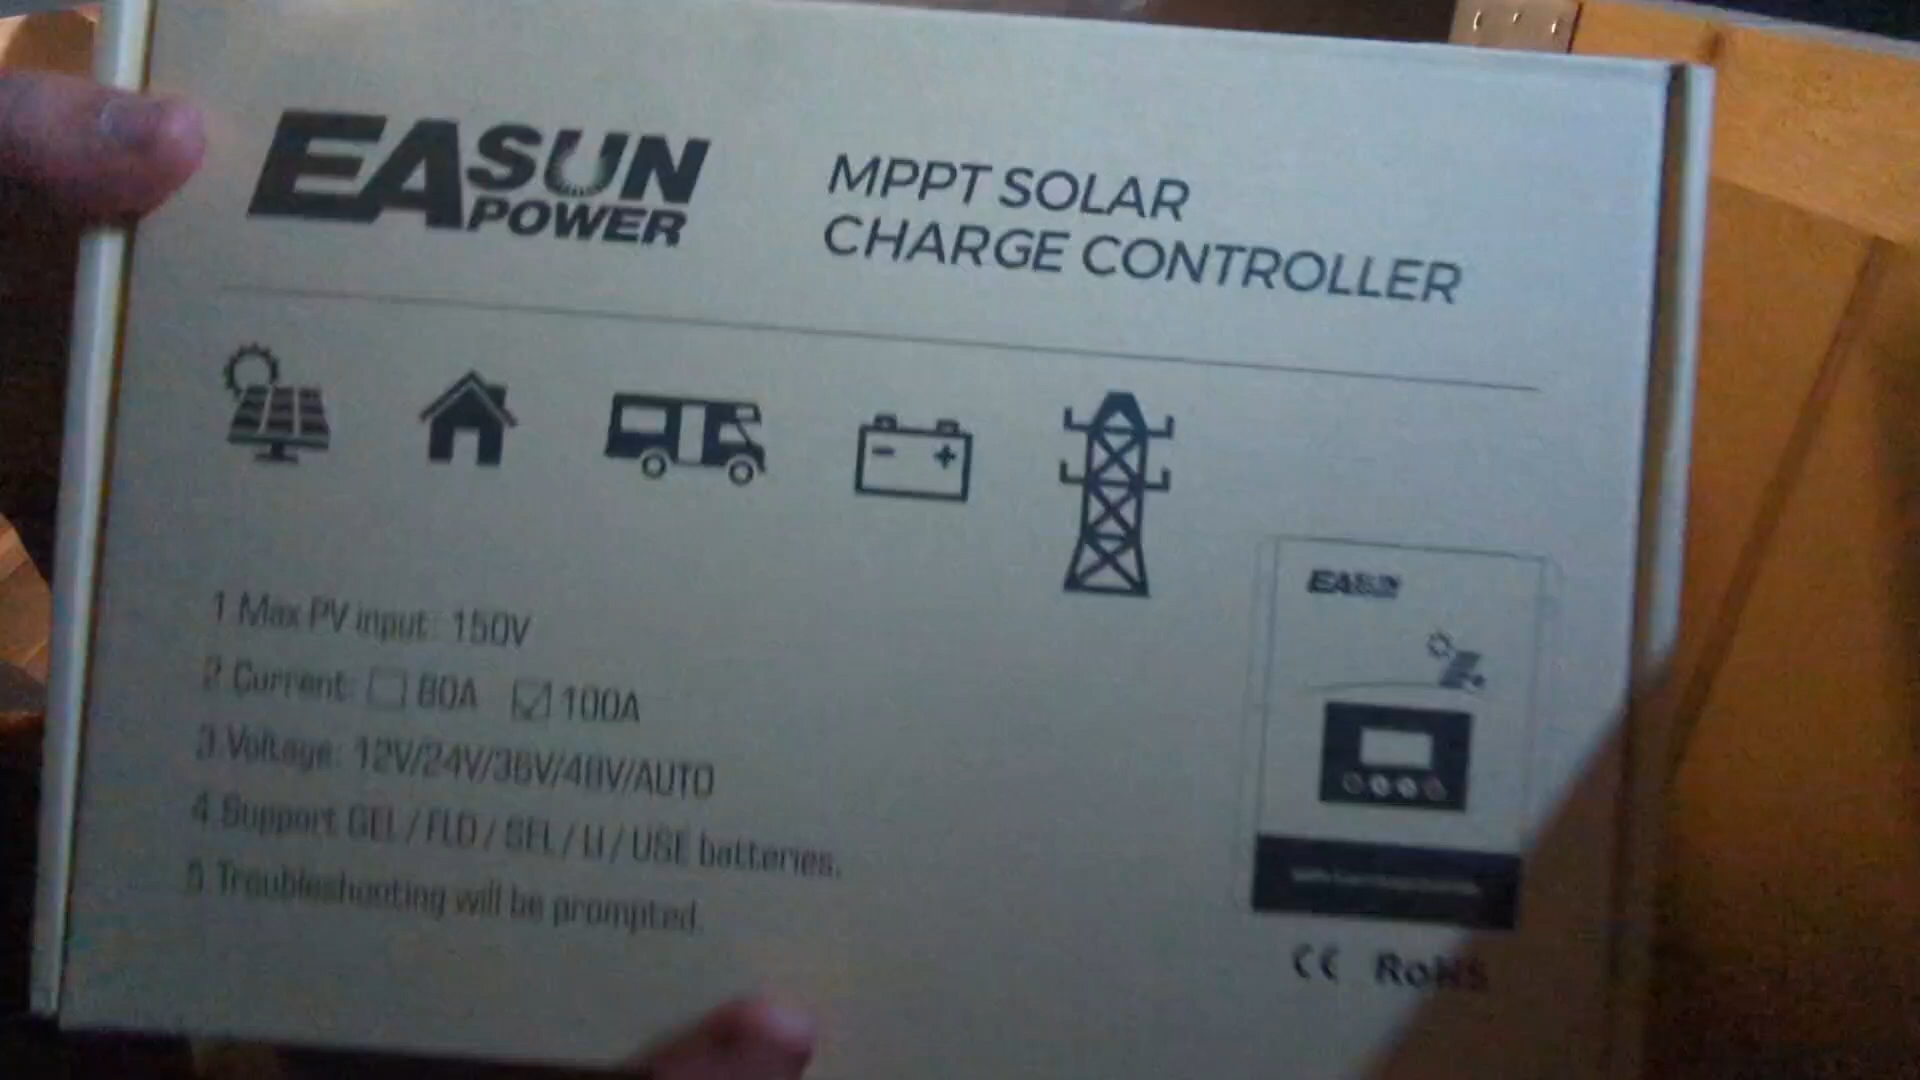 EASUN
POWER
MPPT SOLAR
CHARGE CONTROLLER
1.Max PV input: 150V
2.Current: 80A 100A
3.Voltage: 12V/24V/36V/48V/AUTO
4.Support GEL / FLD / SEL / LI / USE batteries.
5.Troubleshooting will be prompted.
EASUN
CE RoHS